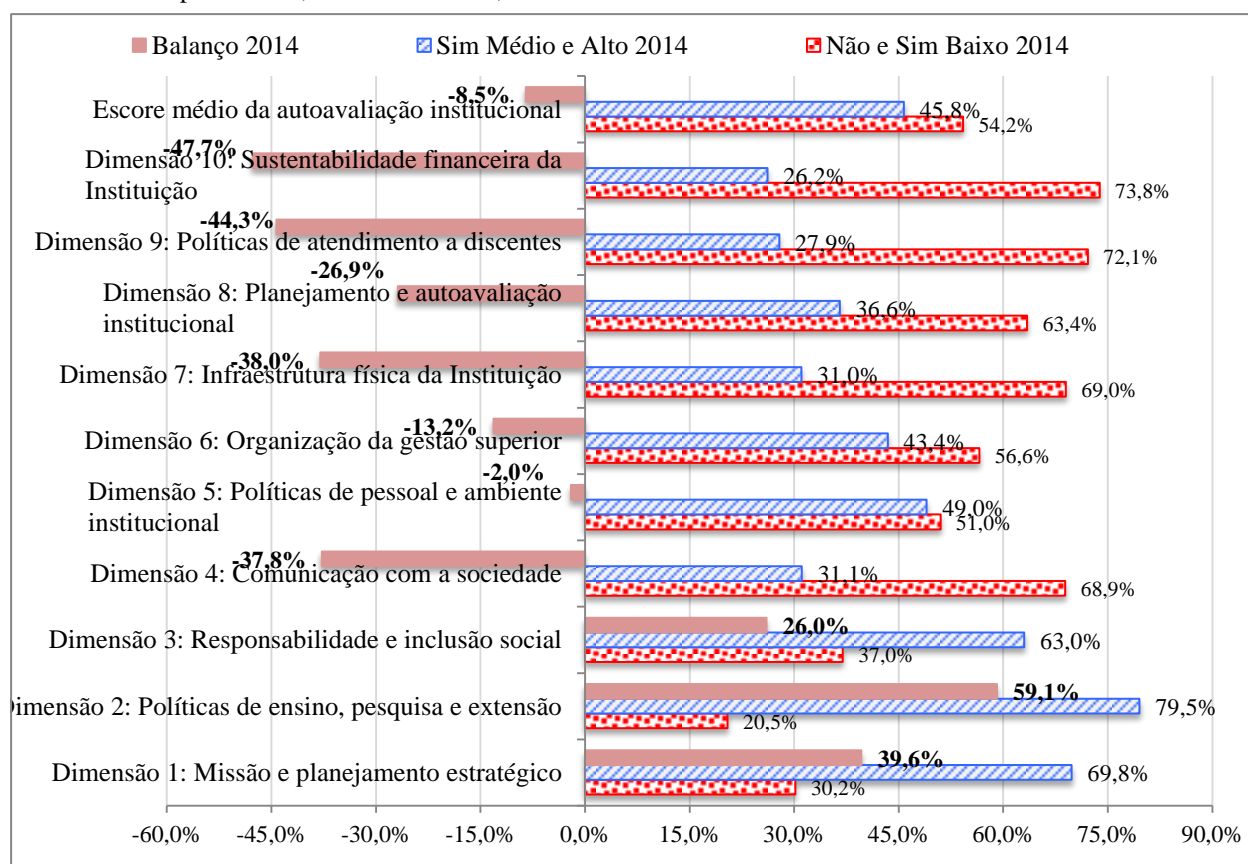 Balanço 2014 Sim Médio e Alto 2014 Não e Sim Baixo 2014
-8,5%
Escore médio da autoavaliação institucional
45,8%
54,2%
-47,7%
Dimensão 10: Sustentabilidade financeira da
Instituição
26,2%
73,8%
-44,3%
Dimensão 9: Políticas de atendimento a discentes
27,9%
72,1%
-26,9%
Dimensão 8: Planejamento e autoavaliação
institucional
36,6%
63,4%
-38,0%
Dimensão 7: Infraestrutura física da Instituição
31,0%
69,0%
-13,2%
Dimensão 6: Organização da gestão superior
43,4%
56,6%
-2,0%
Dimensão 5: Políticas de pessoal e ambiente
institucional
49,0%
51,0%
-37,8%
Dimensão 4: Comunicação com a sociedade
31,1%
68,9%
Dimensão 3: Responsabilidade e inclusão social
26,0%
63,0%
37,0%
imensão 2: Políticas de ensino, pesquisa e extensão
59,1%
79,5%
20,5%
Dimensão 1: Missão e planejamento estratégico
39,6%
69,8%
30,2%
-60,0% -45,0% -30,0% -15,0% 0,0% 15,0% 30,0% 45,0% 60,0% 75,0% 90,0%